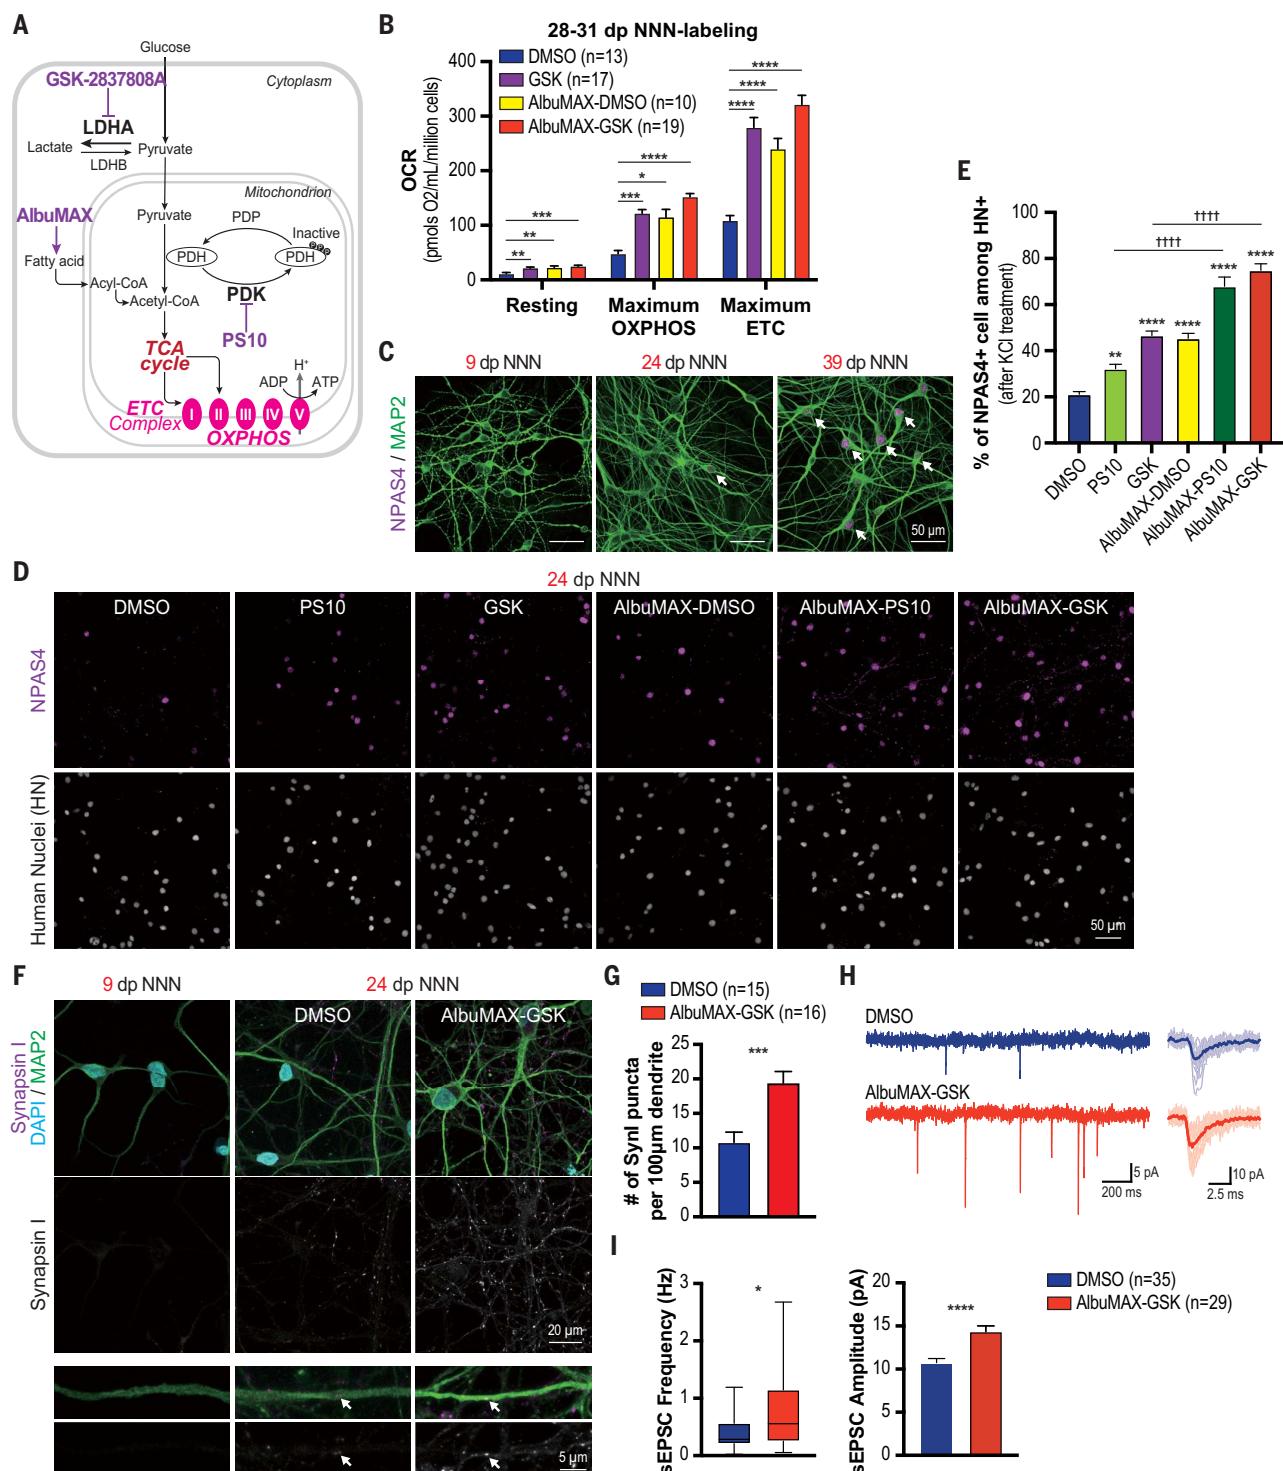 A
Glucose
Cytoplasm
GSK-2837808A
LDHA
Lactate
LDHB
Pyruvate
Mitochondrion
AlbuMAX
Pyruvate
PDP
Inactive
PDH
PDH
P P P
Fatty acid
Acyl-CoA
Acetyl-CoA
PDK
PS10
TCA
cycle
H+
ADP
ATP
ETC
Complex
I II III IV V
OXPHOS
B
28-31 dp NNN-labeling
OCR
(pmols O2/mL/million cells)
400
300
200
100
0
DMSO (n=13)
GSK (n=17)
AlbuMAX-DMSO (n=10)
AlbuMAX-GSK (n=19)
**
**
***
***
*
****
****
****
****
Resting
Maximum
OXPHOS
Maximum
ETC
C
9 dp NNN
24 dp NNN
39 dp NNN
NPAS4 / MAP2
50 µm
E
% of NPAS4+ cell among HN+
(after KCl treatment)
100
80
60
40
20
0
††††
††††
**
****
****
****
****
DMSO
PS10
GSK
AlbuMAX-DMSO
AlbuMAX-PS10
AlbuMAX-GSK
D
24 dp NNN
DMSO
PS10
GSK
AlbuMAX-DMSO
AlbuMAX-PS10
AlbuMAX-GSK
NPAS4
Human Nuclei (HN)
50 µm
F
9 dp NNN
24 dp NNN
DMSO
AlbuMAX-GSK
Synapsin I
DAPI / MAP2
Synapsin I
20 µm
5 µm
G
DMSO (n=15)
AlbuMAX-GSK (n=16)
# of SynI puncta
per 100µm dendrite
25
20
15
10
5
0
***
H
DMSO
AlbuMAX-GSK
5 pA
200 ms
10 pA
2.5 ms
I
sEPSC Frequency (Hz)
3
2
1
0
*
sEPSC Amplitude (pA)
20
15
10
5
0
****
DMSO (n=35)
AlbuMAX-GSK (n=29)